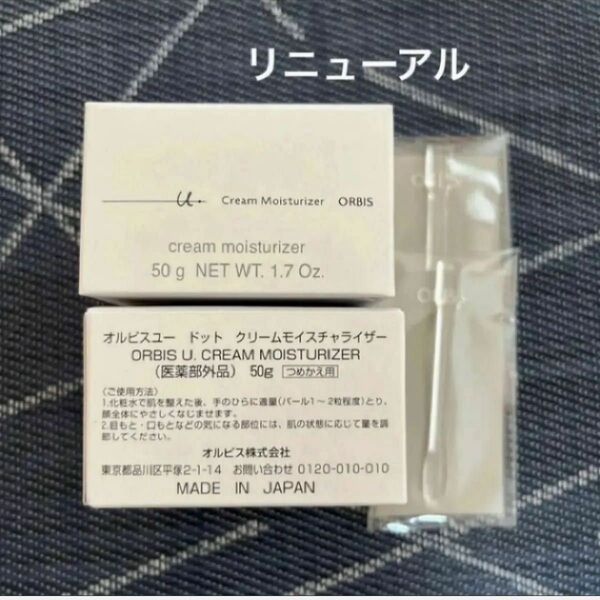 リニューアル
u. Cream Moisturizer ORBIS
cream moisturizer
50 g NET WT. 1.7 Oz.
オルビスユー ドット クリームモイスチャライザー
ORBIS U. CREAM MOISTURIZER
(医薬部外品) 50g つめかえ用
〈ご使用方法〉
1.化粧水で肌を整えた後、手のひらに適量(パール1〜2粒程度)とり、
顔全体にやさしくなじませます。
2.目もと・口もとなどの気になる部位には、肌の状態に応じて量を調
節してください。
オルビス株式会社
東京都品川区平塚2-1-14 お問い合わせ 0120-010-010
MADE IN JAPAN
ORBIS
ORBIS